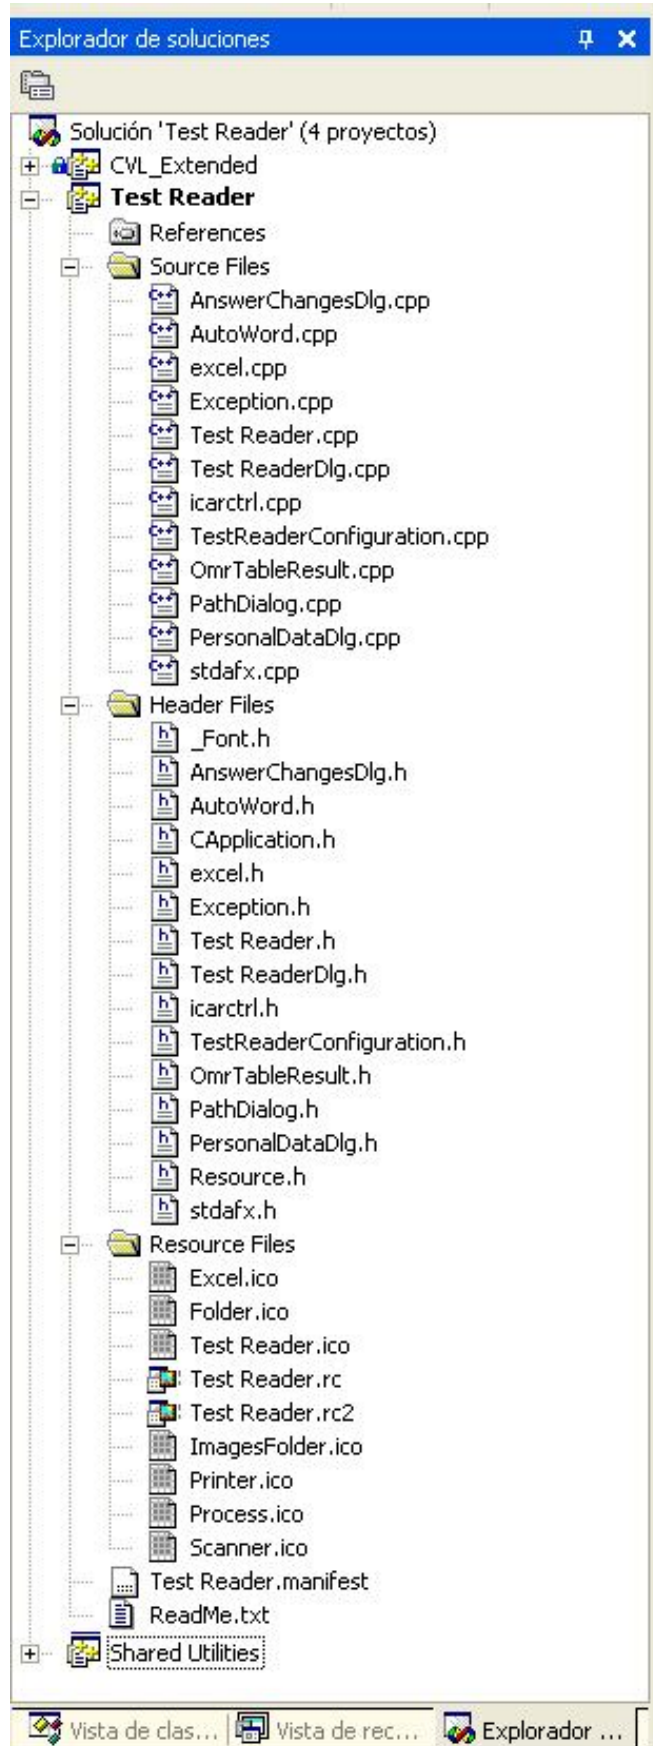 Explorador de soluciones
Solución 'Test Reader' (4 proyectos)
CVL_Extended
Test Reader
References
Source Files
AnswerChangesDlg.cpp
AutoWord.cpp
excel.cpp
Exception.cpp
Test Reader.cpp
Test ReaderDlg.cpp
icarctrl.cpp
TestReaderConfiguration.cpp
OmrTableResult.cpp
PathDialog.cpp
PersonalDataDlg.cpp
stdafx.cpp
Header Files
_Font.h
AnswerChangesDlg.h
AutoWord.h
CApplication.h
excel.h
Exception.h
Test Reader.h
Test ReaderDlg.h
icarctrl.h
TestReaderConfiguration.h
OmrTableResult.h
PathDialog.h
PersonalDataDlg.h
Resource.h
stdafx.h
Resource Files
Excel.ico
Folder.ico
Test Reader.ico
Test Reader.rc
Test Reader.rc2
ImagesFolder.ico
Printer.ico
Process.ico
Scanner.ico
Test Reader.manifest
ReadMe.txt
Shared Utilities
Vista de clas... Vista de rec... Explorador ...